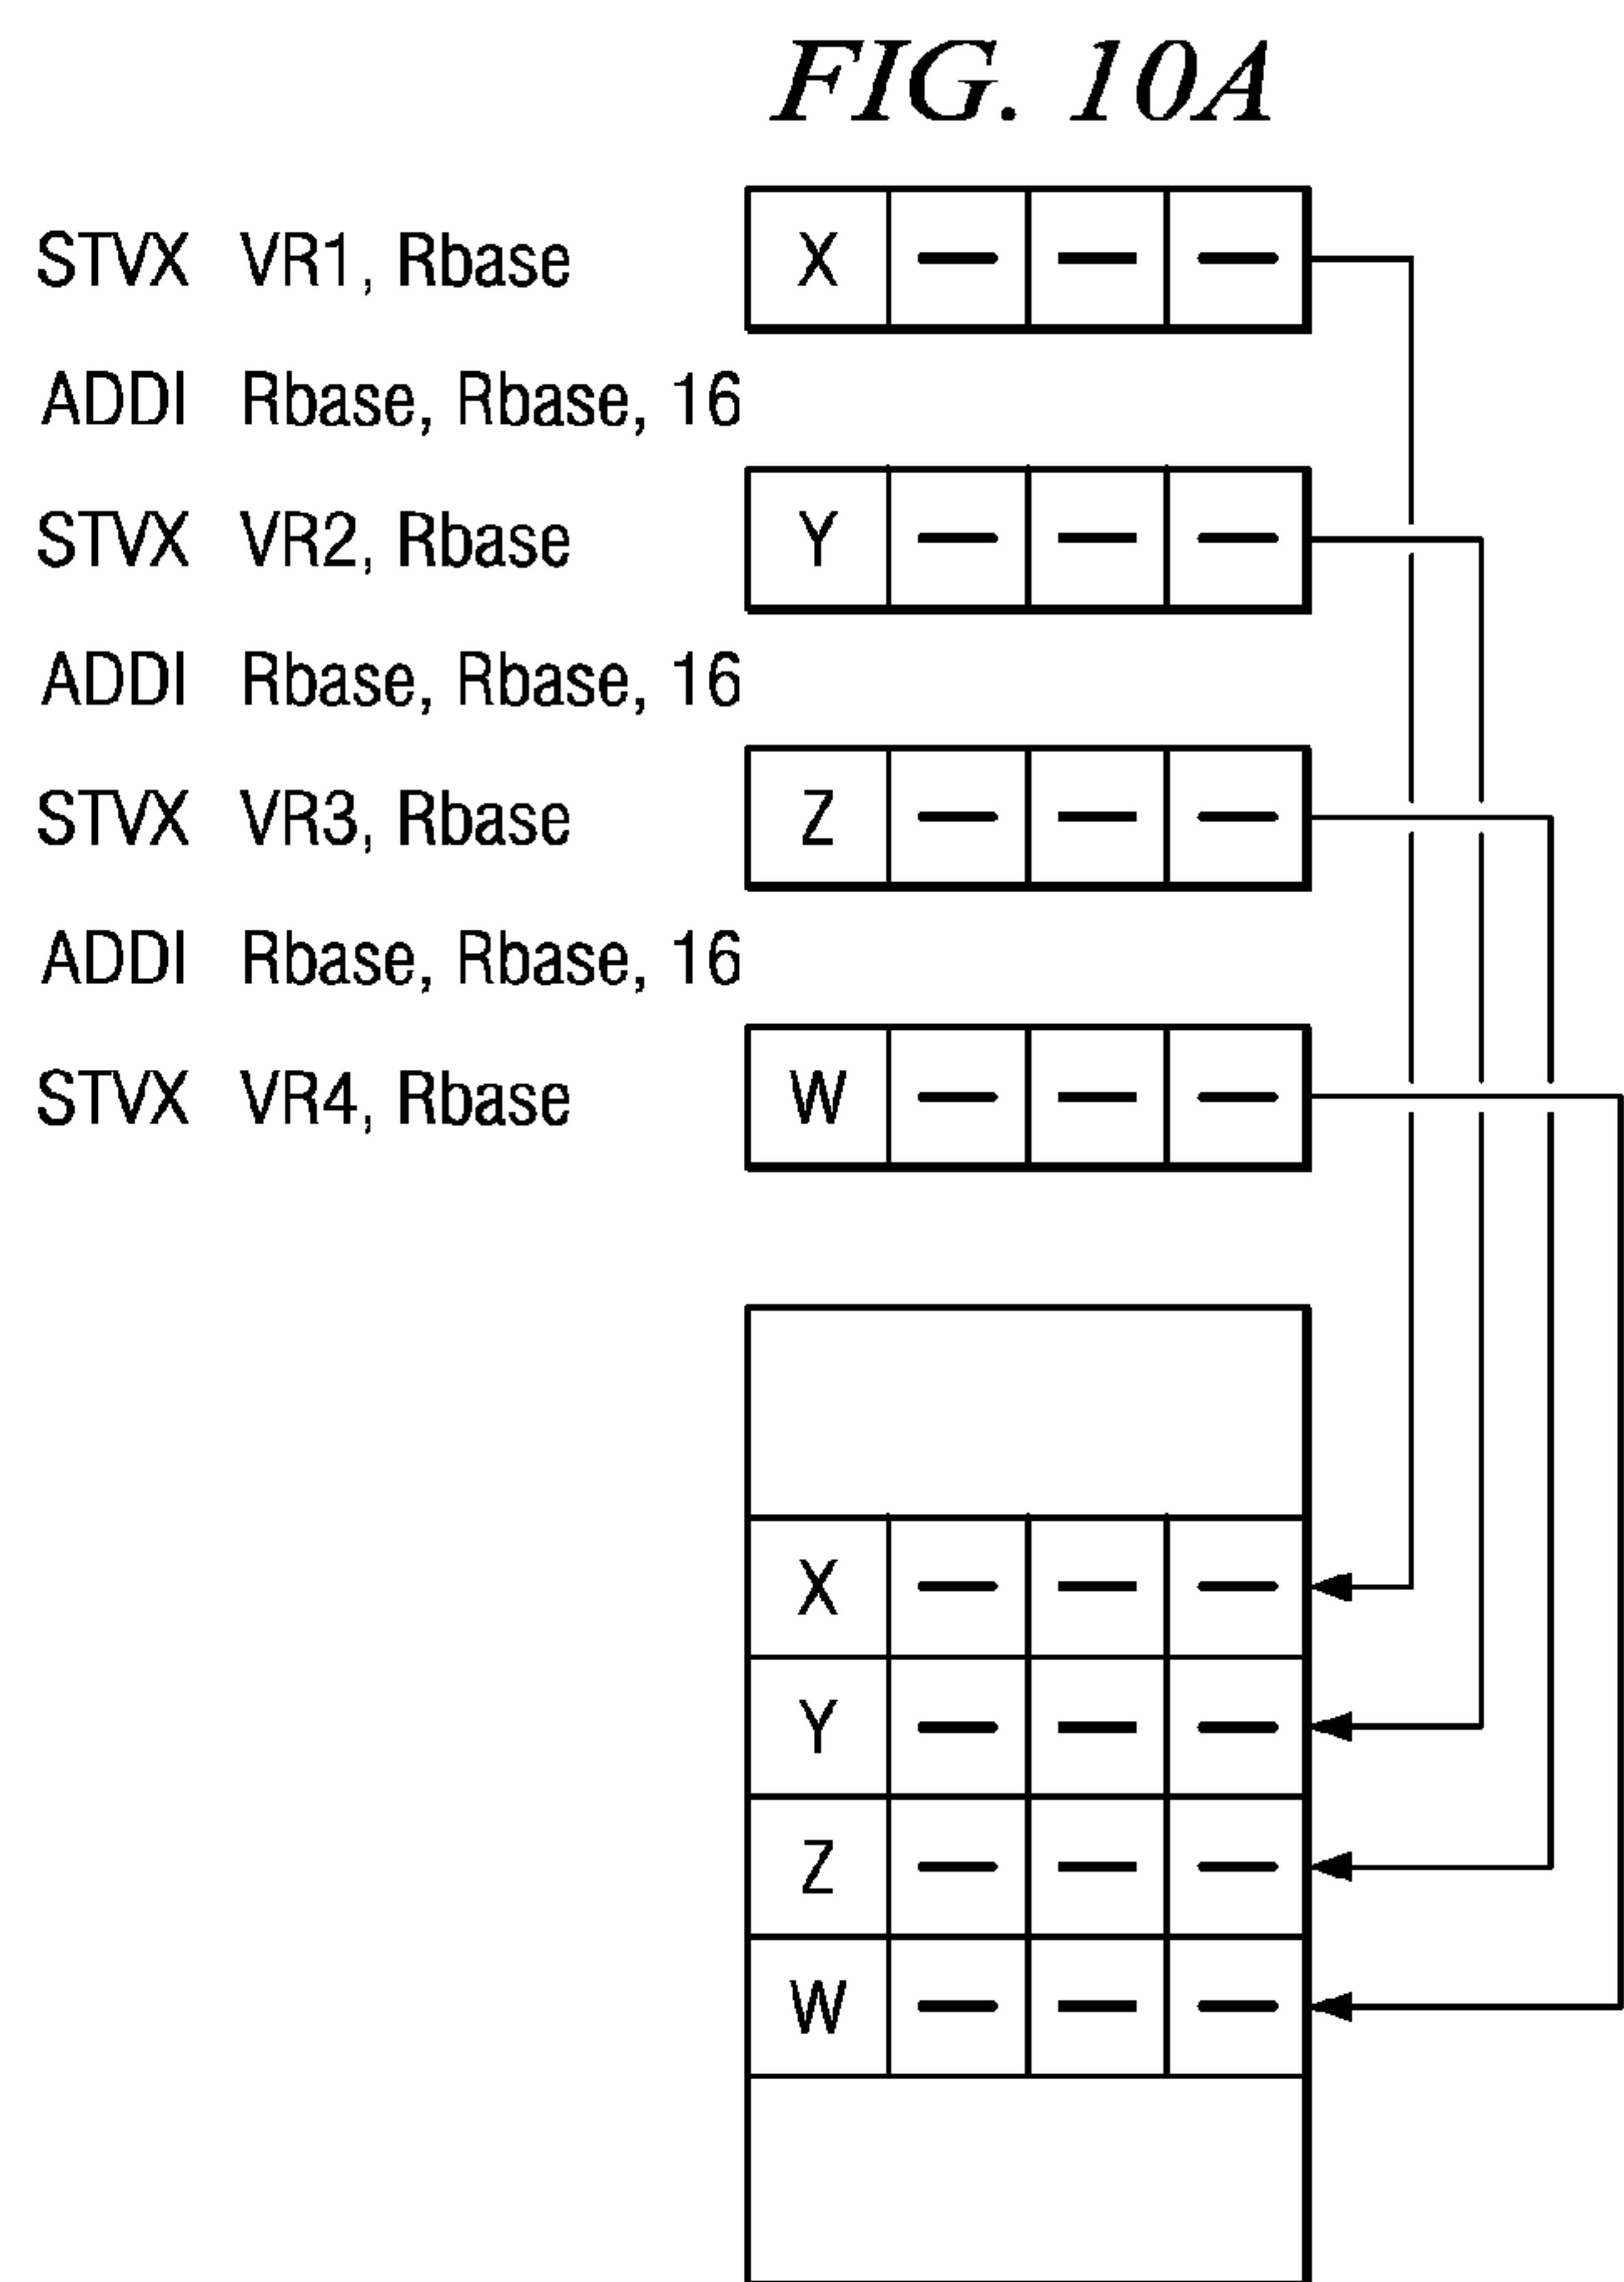 FIG. 10A
STVX VR1, Rbase X — — —
ADDI Rbase, Rbase, 16
STVX VR2, Rbase Y — — —
ADDI Rbase, Rbase, 16
STVX VR3, Rbase Z — — —
ADDI Rbase, Rbase, 16
STVX VR4, Rbase W — — —
X — — —
Y — — —
Z — — —
W — — —